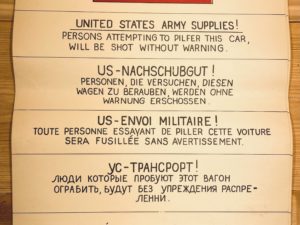 UNITED STATES ARMY SUPPLIES!
PERSONS ATTEMPTING TO PILFER THIS CAR,
WILL BE SHOT WITHOUT WARNING.
US-NACHSCHUBGUT!
PERSONEN, DIE VERSUCHEN, DIESEN
WAGEN ZU BERAUBEN, WERDEN OHNE
WARNUNG ERSCHOSSEN.
US-ENVOI MILITAIRE!
TOUTE PERSONNE ESSAYANT DE PILLER CETTE VOITURE
SERA FUSILLÉE SANS AVERTISSEMENT.
УС-ТРАНСРОРТ!
ЛЮДИ КОТОРЫЕ ПРОБУЮТ ЭТОТ ВАГОН
ОГРАБИТЬ, БУДУТ БЕЗ УПРЕЖДЕНИЯ РАСПРЕ-
ЛЕННИ.